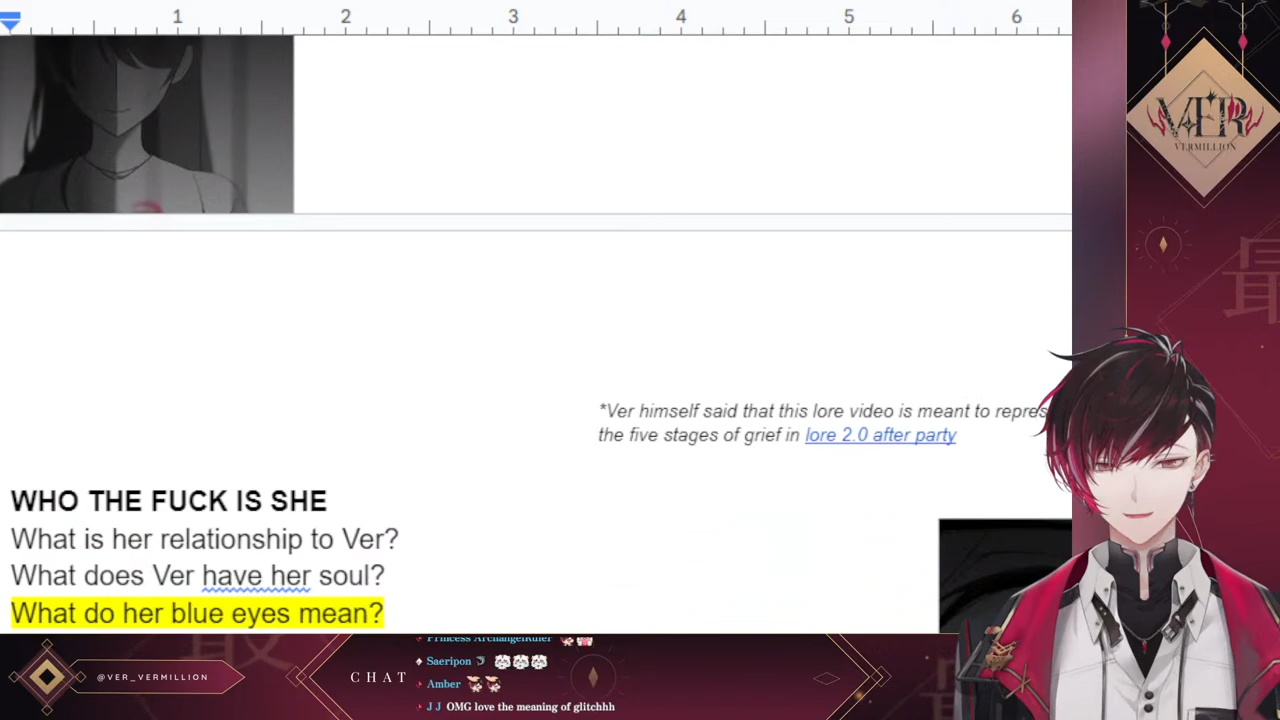 1 2 3 4 5 6
VER
VERMILLION
*Ver himself said that this lore video is meant to repres
the five stages of grief in lore 2.0 after party
WHO THE FUCK IS SHE
What is her relationship to Ver?
What does Ver have her soul?
What do her blue eyes mean?
@VER_VERMILLION
CHAT
Princess ArchangelRuler
Saeripon
Amber
J J OMG love the meaning of glitchhh
最